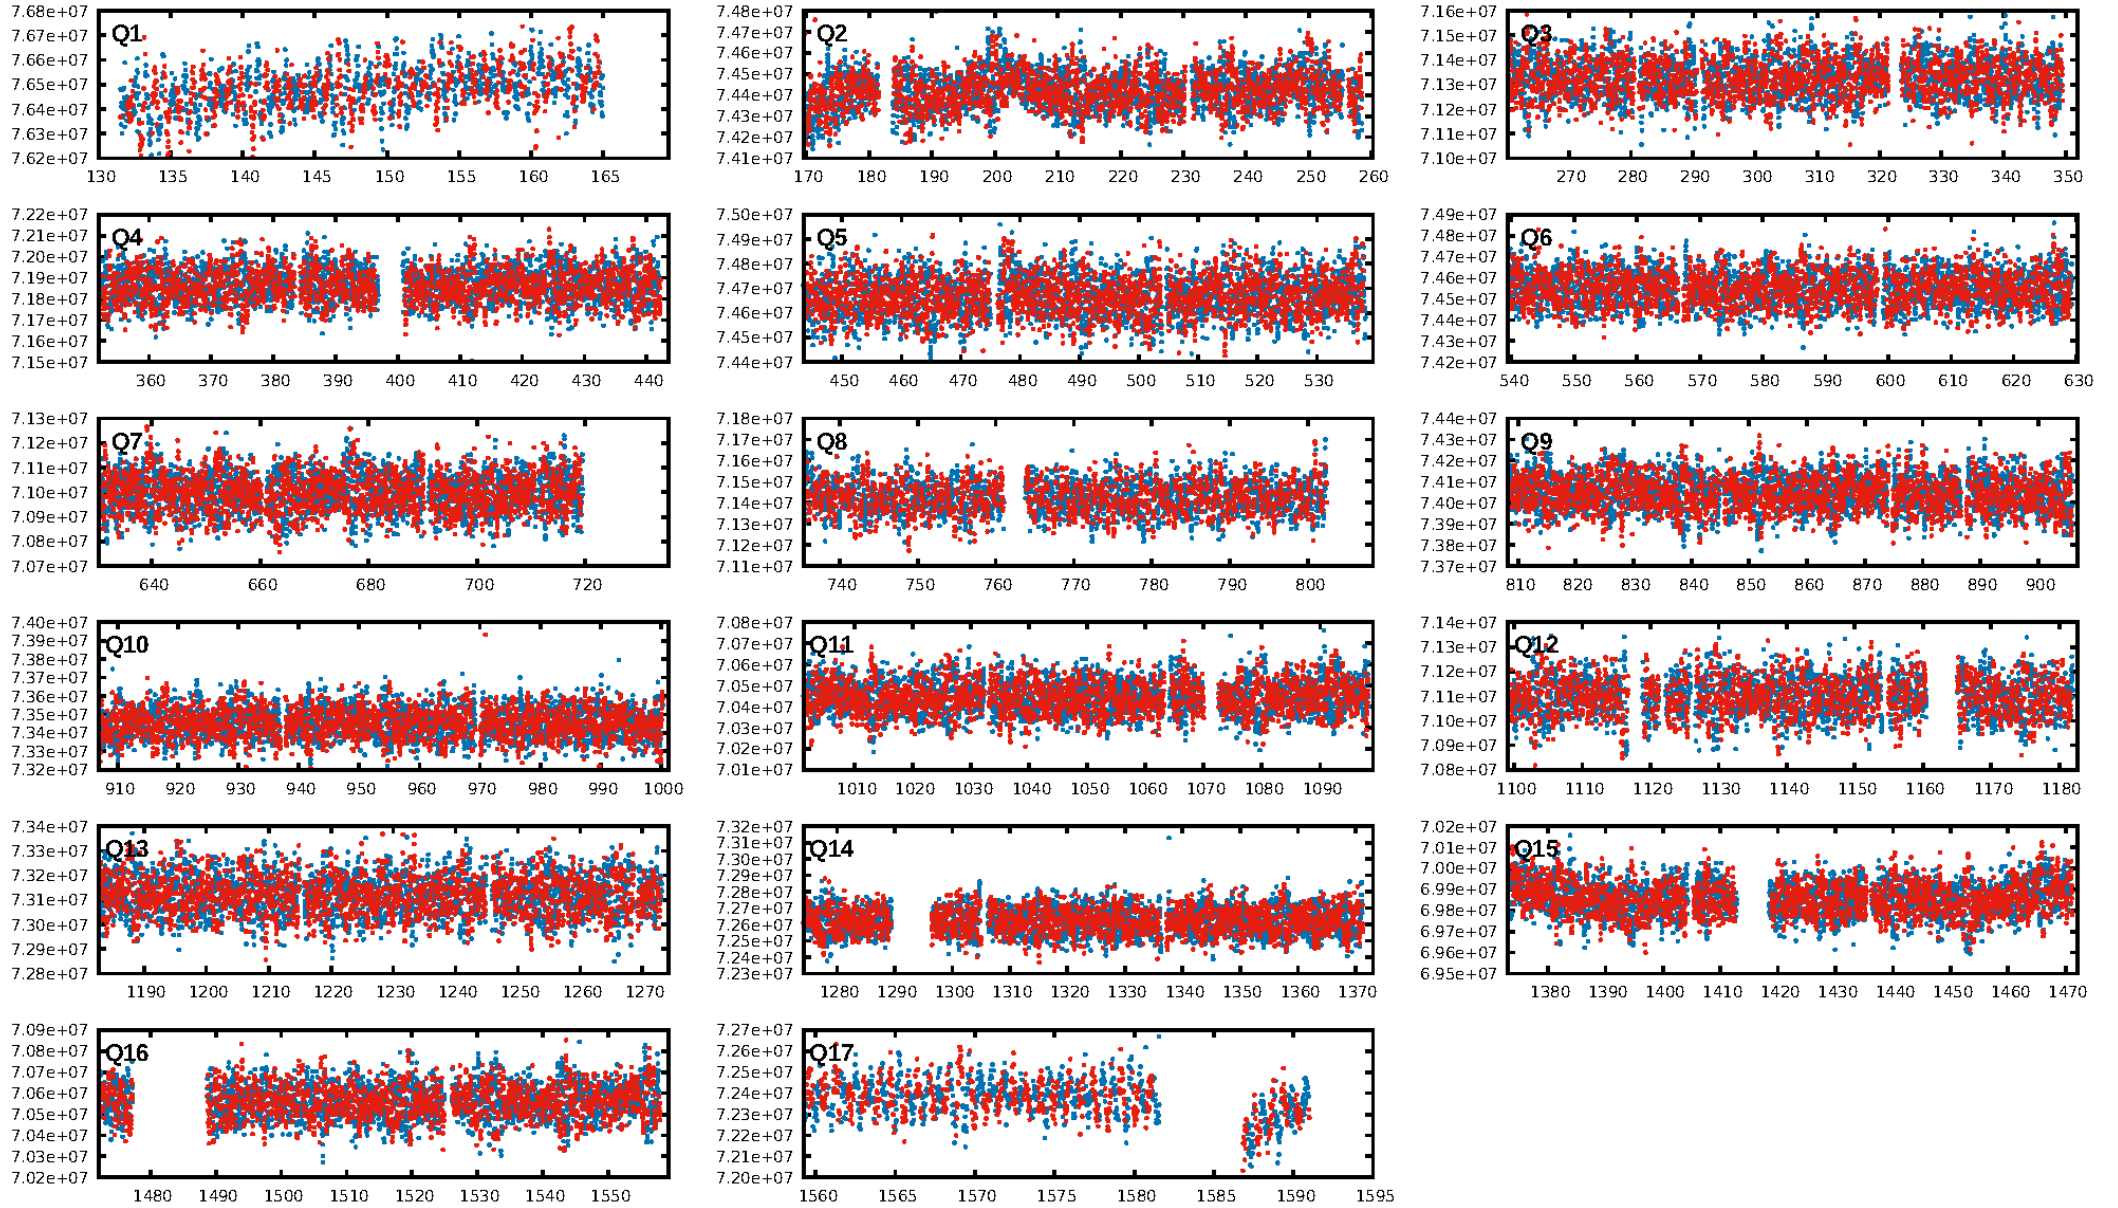 Q1
7.68e+07
7.67e+07
7.66e+07
7.65e+07
7.64e+07
7.63e+07
7.62e+07
130 135 140 145 150 155 160 165
Q2
7.48e+07
7.47e+07
7.46e+07
7.45e+07
7.44e+07
7.43e+07
7.42e+07
7.41e+07
170 180 190 200 210 220 230 240 250 260
Q3
7.16e+07
7.15e+07
7.14e+07
7.13e+07
7.12e+07
7.11e+07
7.10e+07
270 280 290 300 310 320 330 340 350
Q4
7.22e+07
7.21e+07
7.20e+07
7.19e+07
7.18e+07
7.17e+07
7.16e+07
7.15e+07
360 370 380 390 400 410 420 430 440
Q5
7.50e+07
7.49e+07
7.48e+07
7.47e+07
7.46e+07
7.45e+07
7.44e+07
450 460 470 480 490 500 510 520 530
Q6
7.49e+07
7.48e+07
7.47e+07
7.46e+07
7.45e+07
7.44e+07
7.43e+07
7.42e+07
540 550 560 570 580 590 600 610 620 630
Q7
7.13e+07
7.12e+07
7.11e+07
7.10e+07
7.09e+07
7.08e+07
7.07e+07
640 660 680 700 720
Q8
7.18e+07
7.17e+07
7.16e+07
7.15e+07
7.14e+07
7.13e+07
7.12e+07
7.11e+07
740 750 760 770 780 790 800
Q9
7.44e+07
7.43e+07
7.42e+07
7.41e+07
7.40e+07
7.39e+07
7.38e+07
7.37e+07
810 820 830 840 850 860 870 880 890 900
Q10
7.40e+07
7.39e+07
7.38e+07
7.37e+07
7.36e+07
7.35e+07
7.34e+07
7.33e+07
7.32e+07
910 920 930 940 950 960 970 980 990 1000
Q11
7.08e+07
7.07e+07
7.06e+07
7.05e+07
7.04e+07
7.03e+07
7.02e+07
7.01e+07
1010 1020 1030 1040 1050 1060 1070 1080 1090
Q12
7.14e+07
7.13e+07
7.12e+07
7.11e+07
7.10e+07
7.09e+07
7.08e+07
1100 1110 1120 1130 1140 1150 1160 1170 1180
Q13
7.34e+07
7.33e+07
7.32e+07
7.31e+07
7.30e+07
7.29e+07
7.28e+07
1190 1200 1210 1220 1230 1240 1250 1260 1270
Q14
7.32e+07
7.31e+07
7.30e+07
7.29e+07
7.28e+07
7.27e+07
7.26e+07
7.25e+07
7.24e+07
7.23e+07
1280 1290 1300 1310 1320 1330 1340 1350 1360 1370
Q15
7.02e+07
7.01e+07
7.00e+07
6.99e+07
6.98e+07
6.97e+07
6.96e+07
6.95e+07
1380 1390 1400 1410 1420 1430 1440 1450 1460 1470
Q16
7.09e+07
7.08e+07
7.07e+07
7.06e+07
7.05e+07
7.04e+07
7.03e+07
7.02e+07
1480 1490 1500 1510 1520 1530 1540 1550
Q17
7.27e+07
7.26e+07
7.25e+07
7.24e+07
7.23e+07
7.22e+07
7.21e+07
7.20e+07
1560 1565 1570 1575 1580 1585 1590 1595